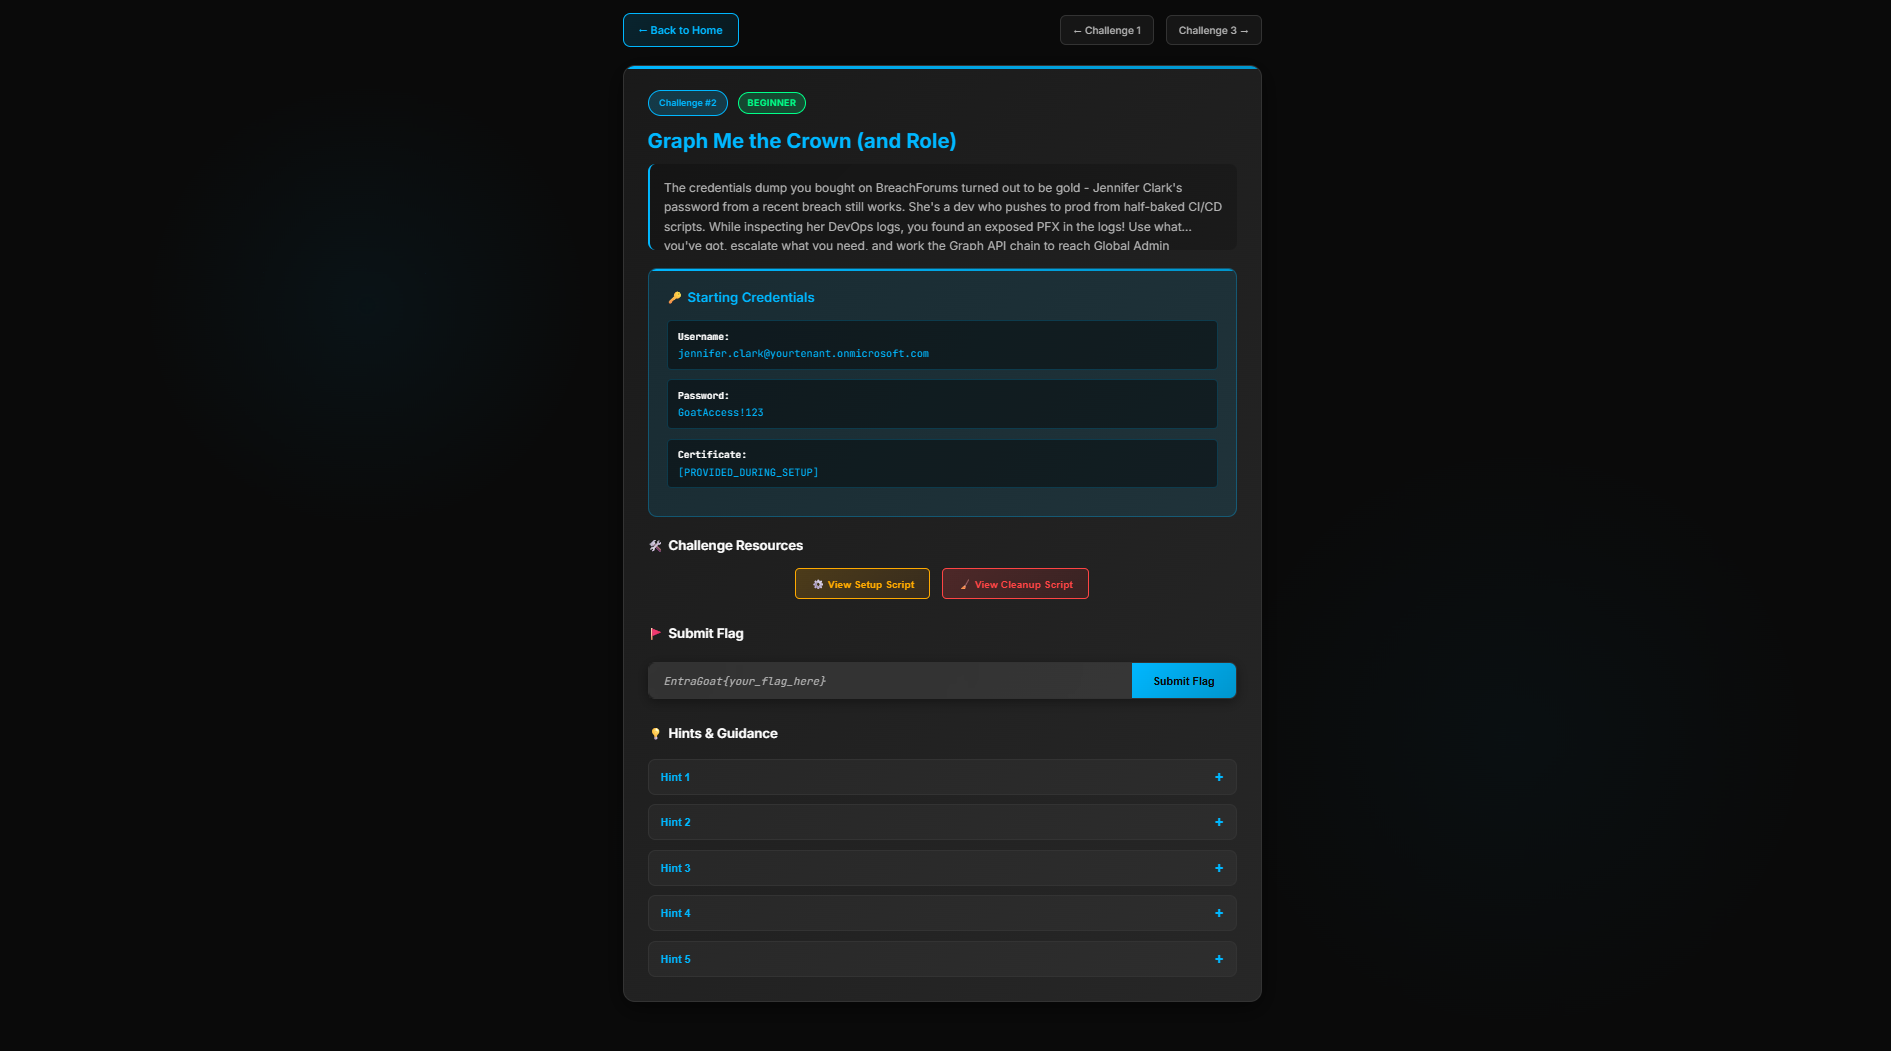 ← Back to Home
← Challenge 1
Challenge 3 →
Challenge #2
BEGINNER
Graph Me the Crown (and Role)
The credentials dump you bought on BreachForums turned out to be gold - Jennifer Clark's
password from a recent breach still works. She's a dev who pushes to prod from half-baked CI/CD
scripts. While inspecting her DevOps logs, you found an exposed PFX in the logs! Use what...
you've got, escalate what you need, and work the Graph API chain to reach Global Admin
Starting Credentials
Username:
jennifer.clark@yourtenant.onmicrosoft.com
Password:
GoatAccess!123
Certificate:
[PROVIDED_DURING_SETUP]
Challenge Resources
View Setup Script
View Cleanup Script
Submit Flag
EntraGoat{your_flag_here}
Submit Flag
Hints & Guidance
Hint 1 +
Hint 2 +
Hint 3 +
Hint 4 +
Hint 5 +